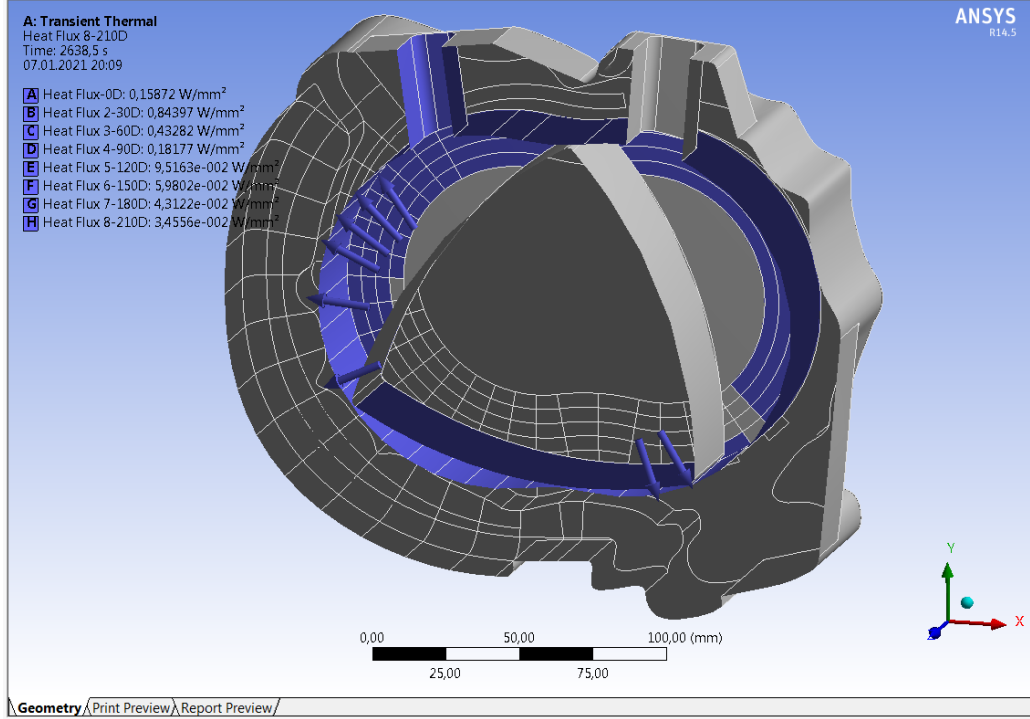 A: Transient Thermal
Heat Flux 8-210D
Time: 2638,5 s
07.01.2021 20:09
A Heat Flux-0D: 0,15872 W/mm²
B Heat Flux 2-30D: 0,84397 W/mm²
C Heat Flux 3-60D: 0,43282 W/mm²
D Heat Flux 4-90D: 0,18177 W/mm²
E Heat Flux 5-120D: 9,5163e-002 W/mm²
F Heat Flux 6-150D: 5,9802e-002 W/mm²
G Heat Flux 7-180D: 4,3122e-002 W/mm²
H Heat Flux 8-210D: 3,4556e-002 W/mm²
ANSYS
R14.5
Y
X
Z
0,00 50,00 100,00 (mm)
25,00 75,00
Geometry Print Preview Report Preview